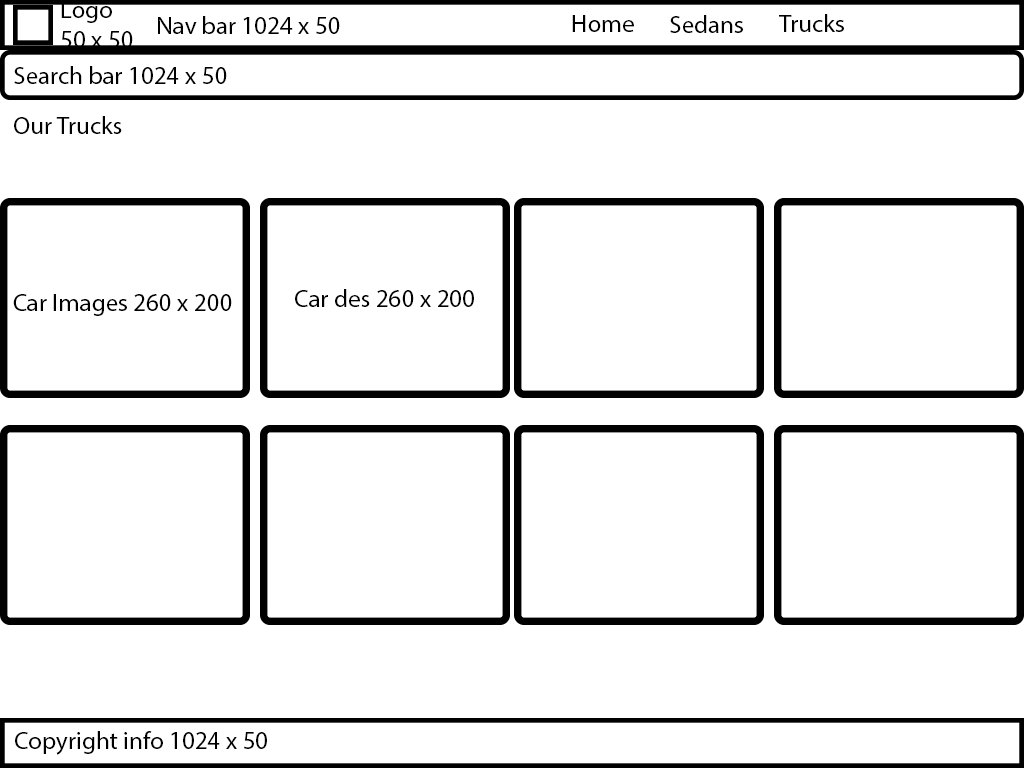 Logo
50 x 50
Nav bar 1024 x 50
Home
Sedans
Trucks
Search bar 1024 x 50
Our Trucks
Car Images 260 x 200
Car des 260 x 200
Copyright info 1024 x 50